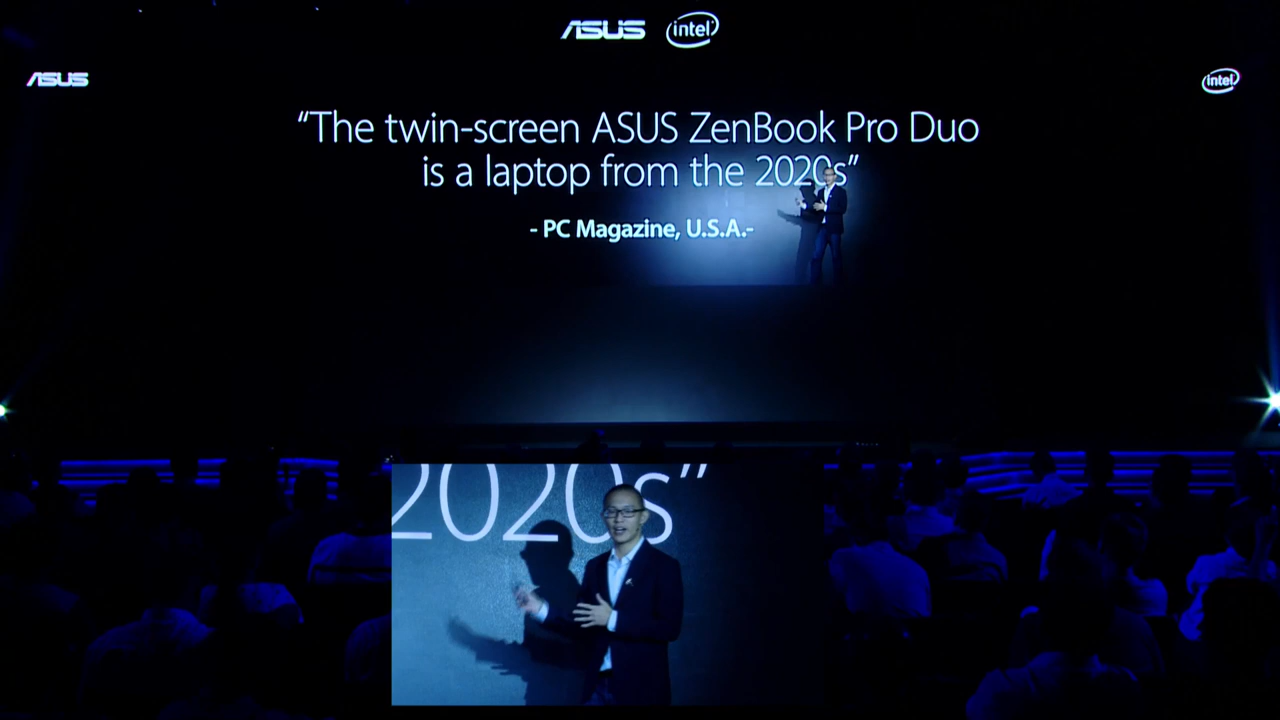 ASUS intel
ASUS
intel
“The twin-screen ASUS ZenBook Pro Duo
is a laptop from the 2020s”
- PC Magazine, U.S.A.-
2020s”